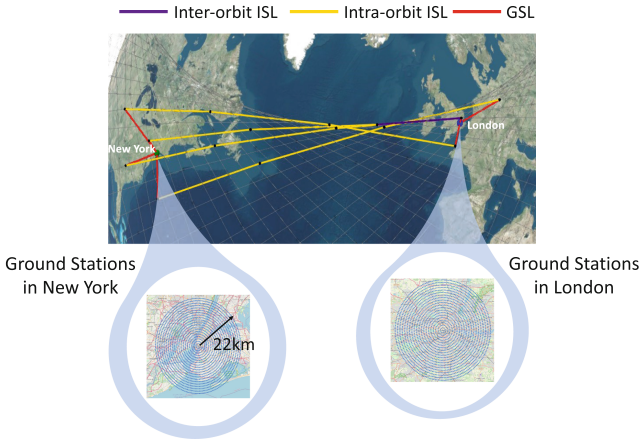 Inter-orbit ISL
Intra-orbit ISL
GSL
New York
London
Ground Stations
in New York
Ground Stations
in London
22km